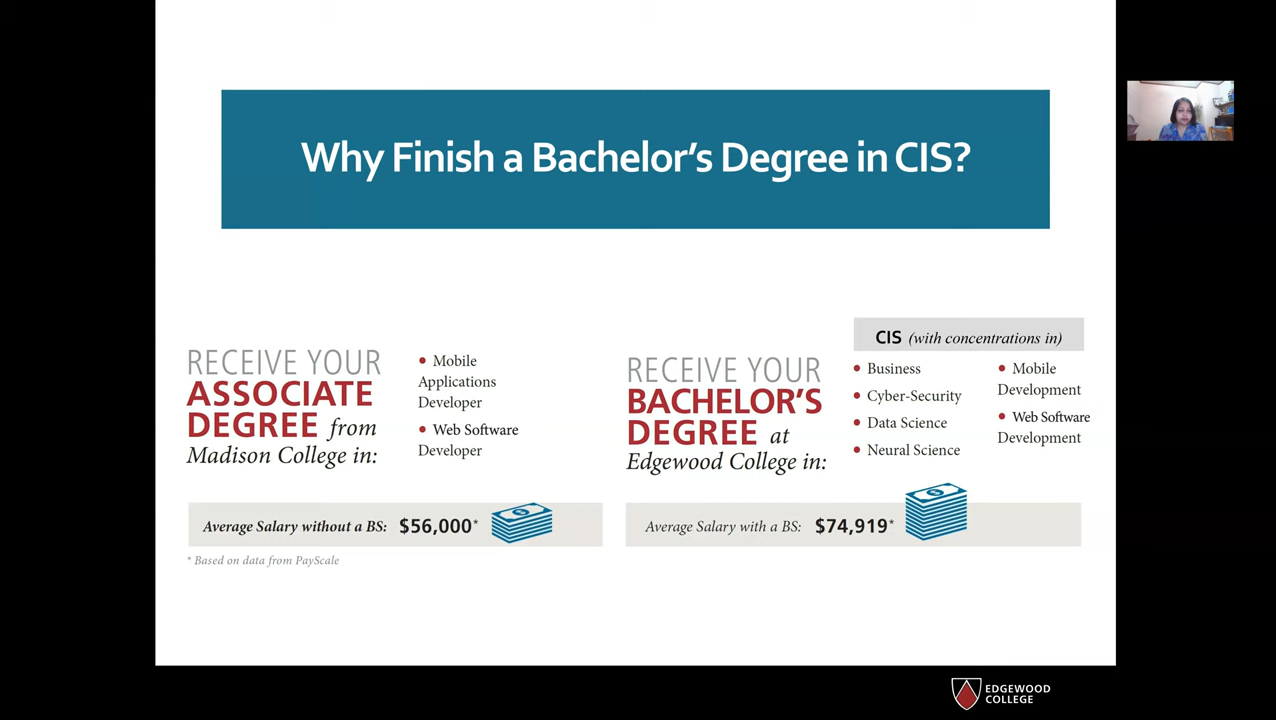 Why Finish a Bachelor's Degree in CIS?
RECEIVE YOUR
ASSOCIATE
DEGREE from
Madison College in:
• Mobile
Applications
Developer
• Web Software
Developer
Average Salary without a BS: $56,000*
* Based on data from PayScale
RECEIVE YOUR
BACHELOR'S
DEGREE at
Edgewood College in:
CIS (with concentrations in)
• Business
• Cyber-Security
• Data Science
• Neural Science
• Mobile
Development
• Web Software
Development
Average Salary with a BS: $74,919*
EDGEWOOD
COLLEGE